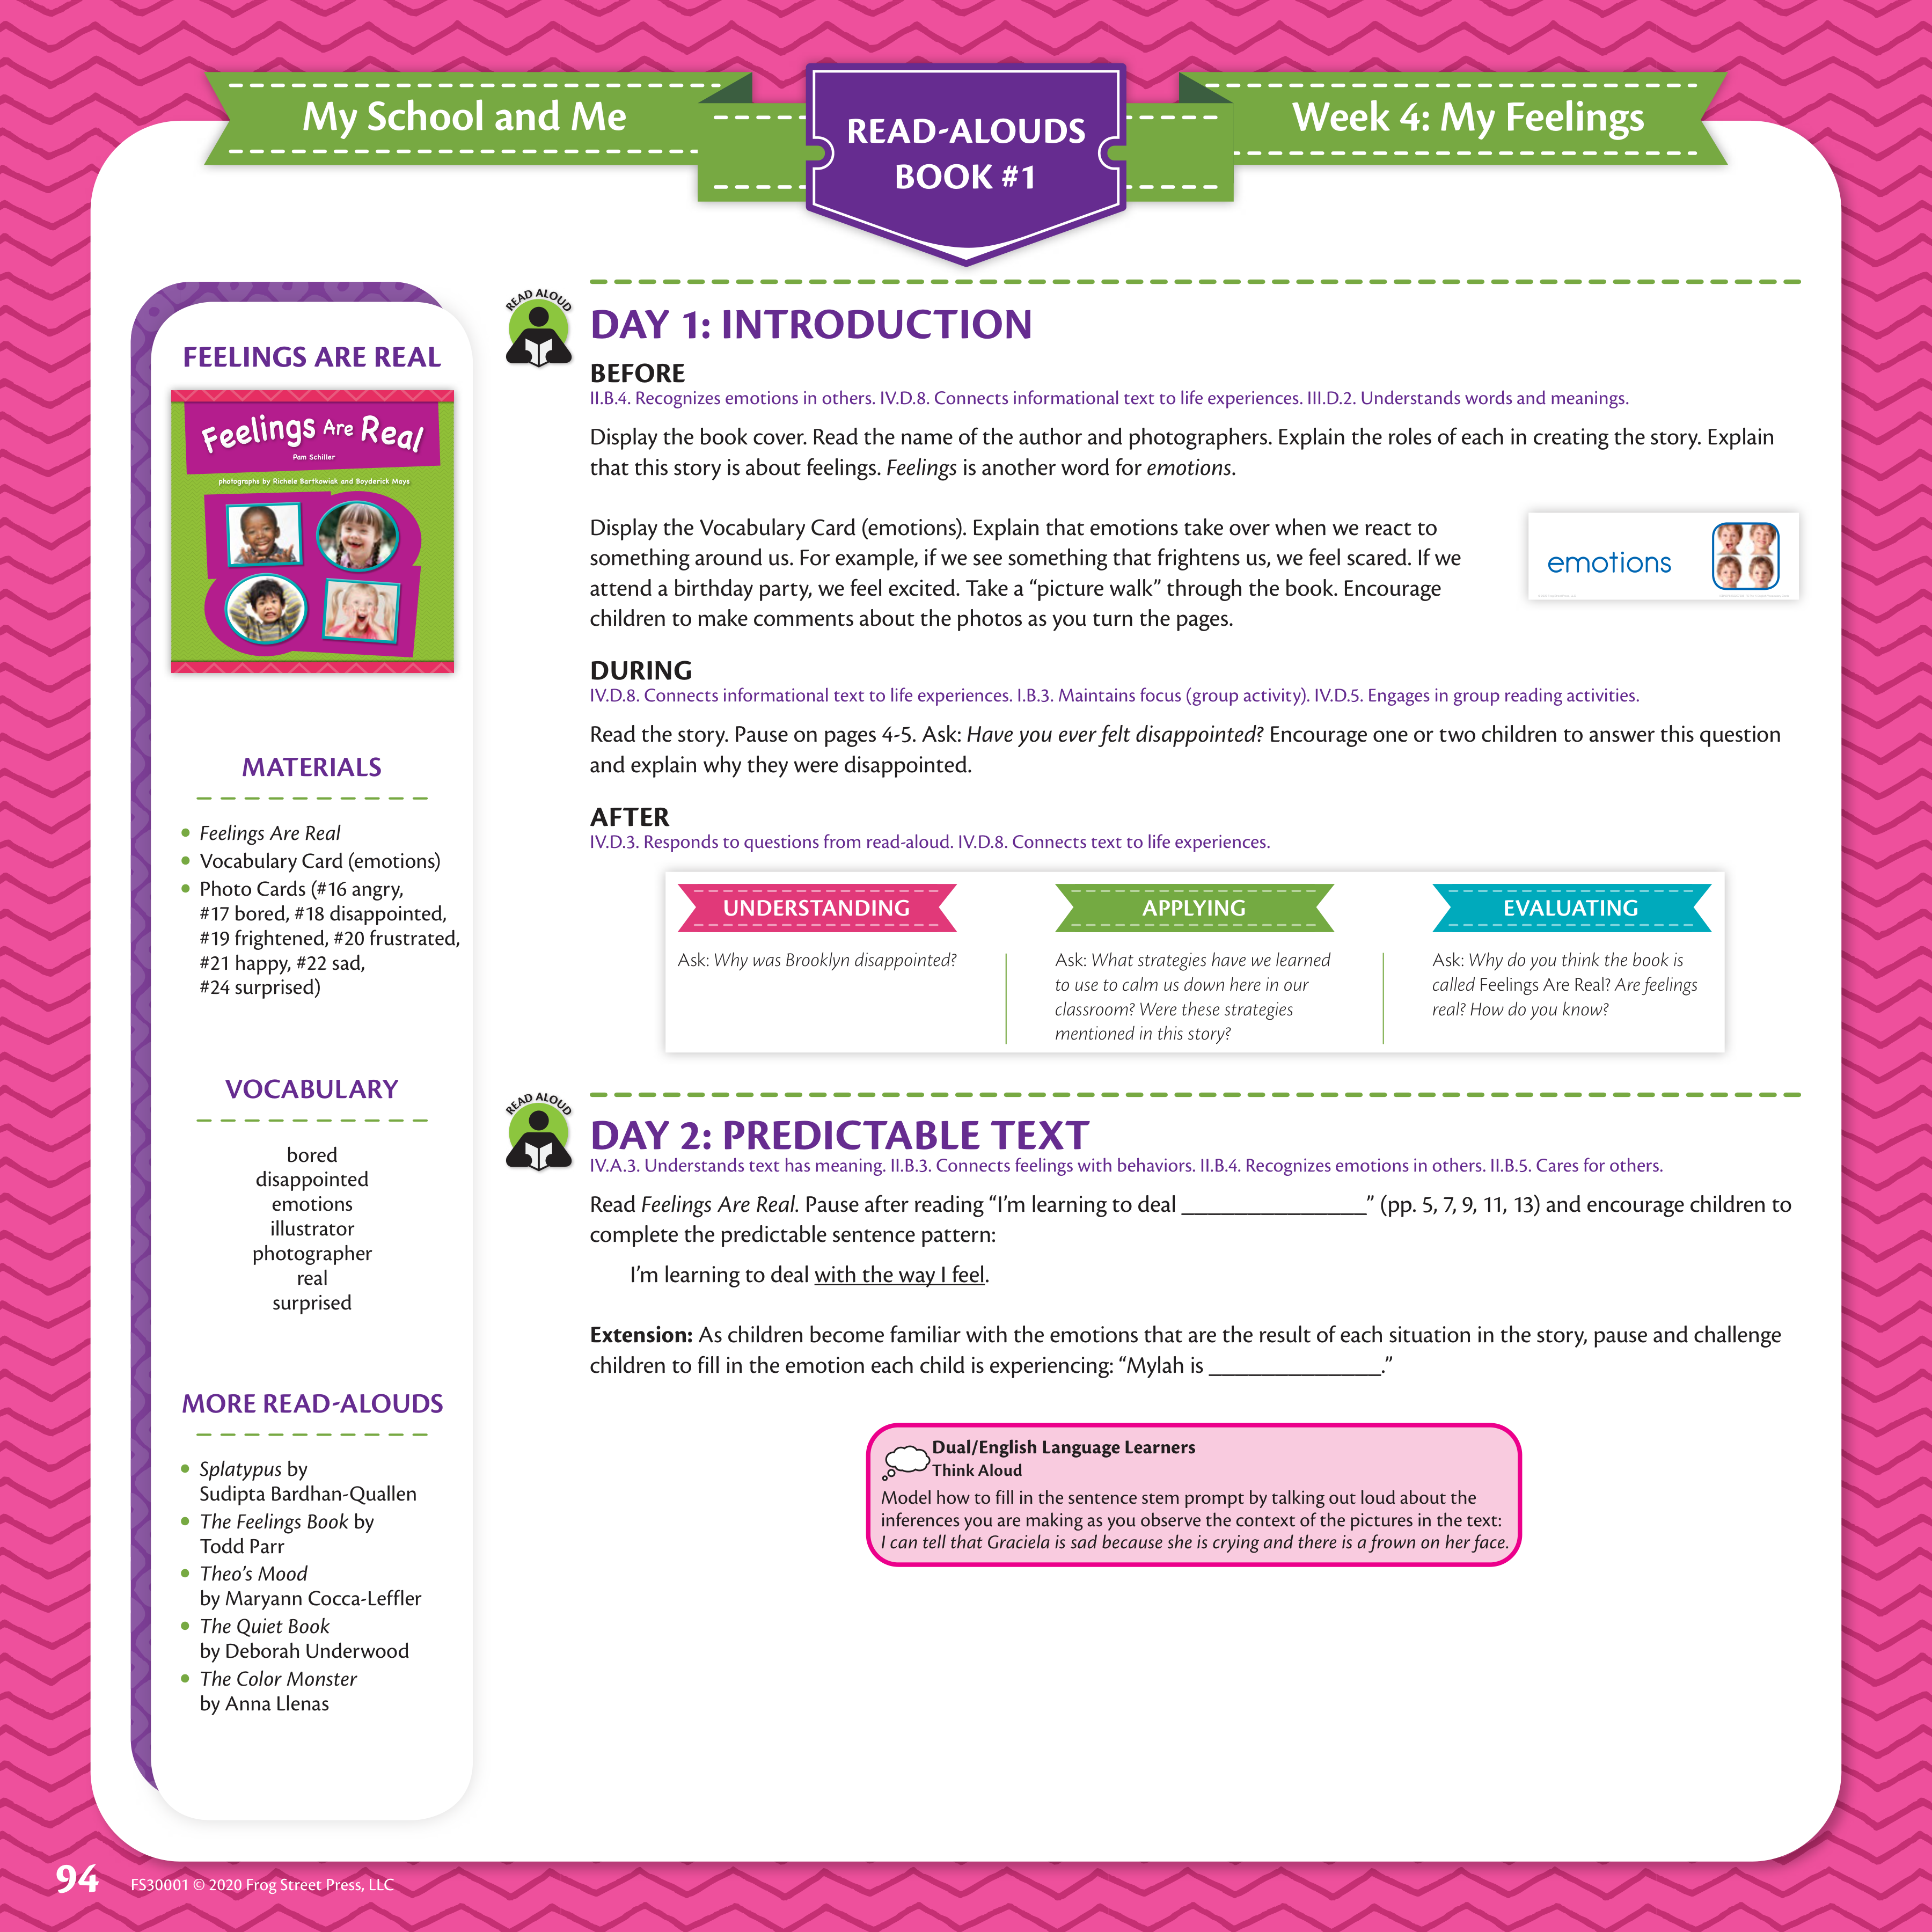 My School and Me
READ-ALOUDS
BOOK #1
Week 4: My Feelings
FEELINGS ARE REAL
Feelings Are Real
Pam Schiller
photographs by Richele Bartkowiak and Boyderick Mays
MATERIALS
• Feelings Are Real
• Vocabulary Card (emotions)
• Photo Cards (#16 angry,
#17 bored, #18 disappointed,
#19 frightened, #20 frustrated,
#21 happy, #22 sad,
#24 surprised)
VOCABULARY
bored
disappointed
emotions
illustrator
photographer
real
surprised
MORE READ-ALOUDS
• Splatypus by
Sudipta Bardhan-Quallen
• The Feelings Book by
Todd Parr
• Theo's Mood
by Maryann Cocca-Leffler
• The Quiet Book
by Deborah Underwood
• The Color Monster
by Anna Llenas
READ ALOUD
DAY 1: INTRODUCTION
BEFORE
II.B.4. Recognizes emotions in others. IV.D.8. Connects informational text to life experiences. III.D.2. Understands words and meanings.
Display the book cover. Read the name of the author and photographers. Explain the roles of each in creating the story. Explain
that this story is about feelings. Feelings is another word for emotions.
Display the Vocabulary Card (emotions). Explain that emotions take over when we react to
something around us. For example, if we see something that frightens us, we feel scared. If we
attend a birthday party, we feel excited. Take a “picture walk” through the book. Encourage
children to make comments about the photos as you turn the pages.
emotions
DURING
IV.D.8. Connects informational text to life experiences. I.B.3. Maintains focus (group activity). IV.D.5. Engages in group reading activities.
Read the story. Pause on pages 4-5. Ask: Have you ever felt disappointed? Encourage one or two children to answer this question
and explain why they were disappointed.
AFTER
IV.D.3. Responds to questions from read-aloud. IV.D.8. Connects text to life experiences.
UNDERSTANDING
Ask: Why was Brooklyn disappointed?
APPLYING
Ask: What strategies have we learned
to use to calm us down here in our
classroom? Were these strategies
mentioned in this story?
EVALUATING
Ask: Why do you think the book is
called Feelings Are Real? Are feelings
real? How do you know?
READ ALOUD
DAY 2: PREDICTABLE TEXT
IV.A.3. Understands text has meaning. II.B.3. Connects feelings with behaviors. II.B.4. Recognizes emotions in others. II.B.5. Cares for others.
Read Feelings Are Real. Pause after reading “I'm learning to deal ________________” (pp. 5, 7, 9, 11, 13) and encourage children to
complete the predictable sentence pattern:
I'm learning to deal with the way I feel.
Extension: As children become familiar with the emotions that are the result of each situation in the story, pause and challenge
children to fill in the emotion each child is experiencing: “Mylah is _______________.”
Dual/English Language Learners
Think Aloud
Model how to fill in the sentence stem prompt by talking out loud about the
inferences you are making as you observe the context of the pictures in the text:
I can tell that Graciela is sad because she is crying and there is a frown on her face.
94
FS30001 © 2020 Frog Street Press, LLC